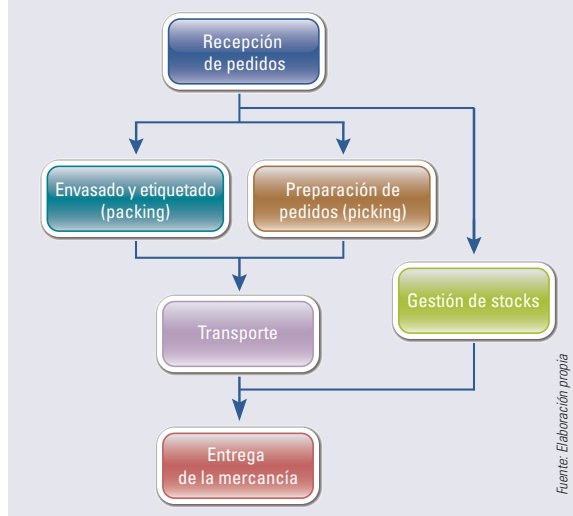 Recepción
de pedidos
Envasado y etiquetado
(packing)
Preparación de
pedidos (picking)
Gestión de stocks
Transporte
Entrega
de la mercancía
Fuente: Elaboración propia